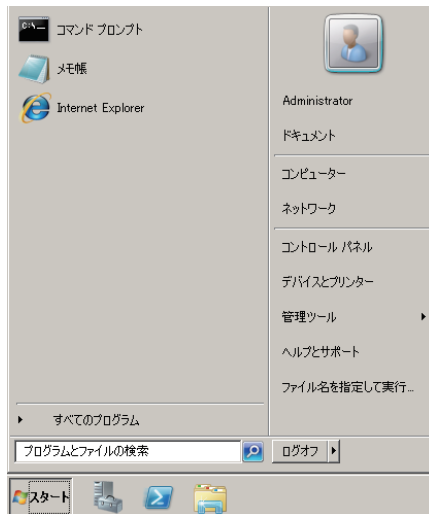 コマンド プロンプト
メモ帳
Internet Explorer
すべてのプログラム
プログラムとファイルの検索
Administrator
ドキュメント
コンピューター
ネットワーク
コントロール パネル
デバイスとプリンター
管理ツール
ヘルプとサポート
ファイル名を指定して実行...
ログオフ
スタート